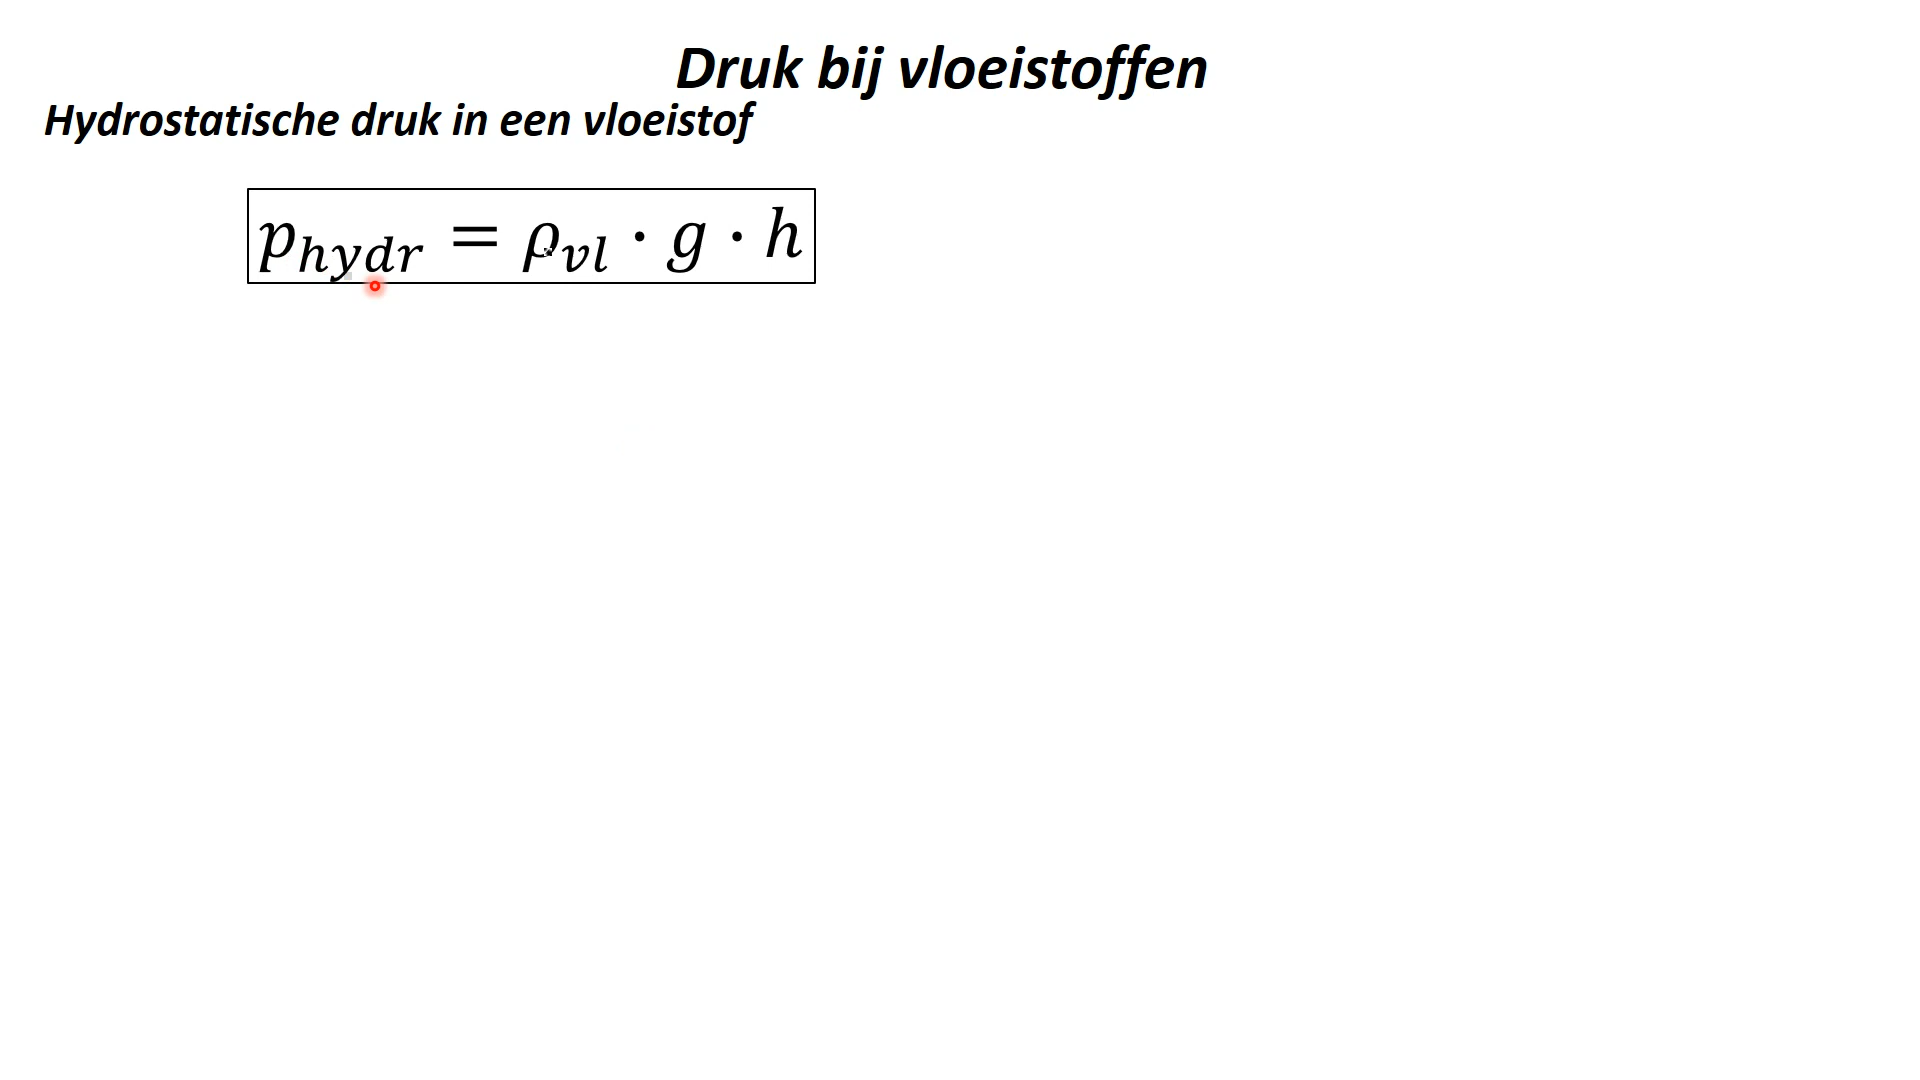 Druk bij vloeistoffen
Hydrostatische druk in een vloeistof
p_hydr = ρ_vl · g · h